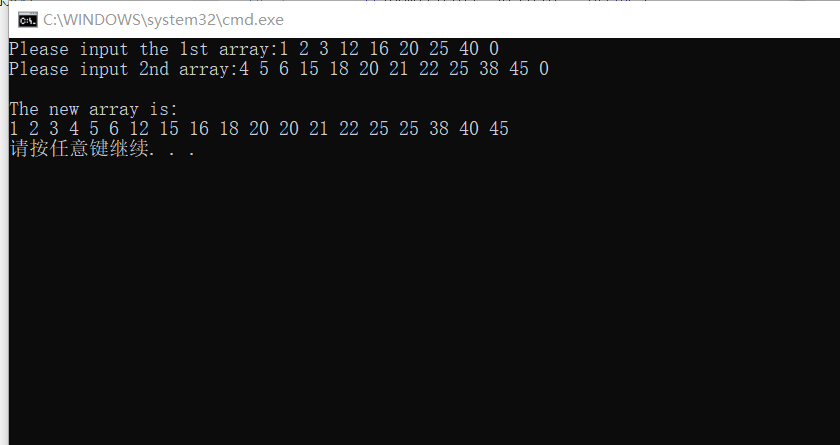 C:\WINDOWS\system32\cmd.exe
Please input the 1st array:1 2 3 12 16 20 25 40 0
Please input 2nd array:4 5 6 15 18 20 21 22 25 38 45 0
The new array is:
1 2 3 4 5 6 12 15 16 18 20 20 21 22 25 25 38 40 45
请按任意键继续. . .